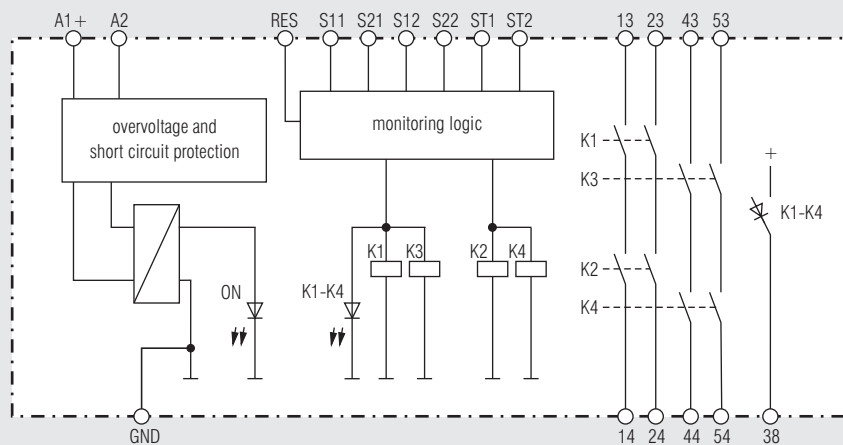 A1+ A2 RES S11 S21 S12 S22 ST1 ST2 13 23 43 53
overvoltage and
short circuit protection
monitoring logic
K1
K3
+
K1-K4
K1 K3 K2 K4
K2
ON K1-K4
K4
GND 14 24 44 54 38